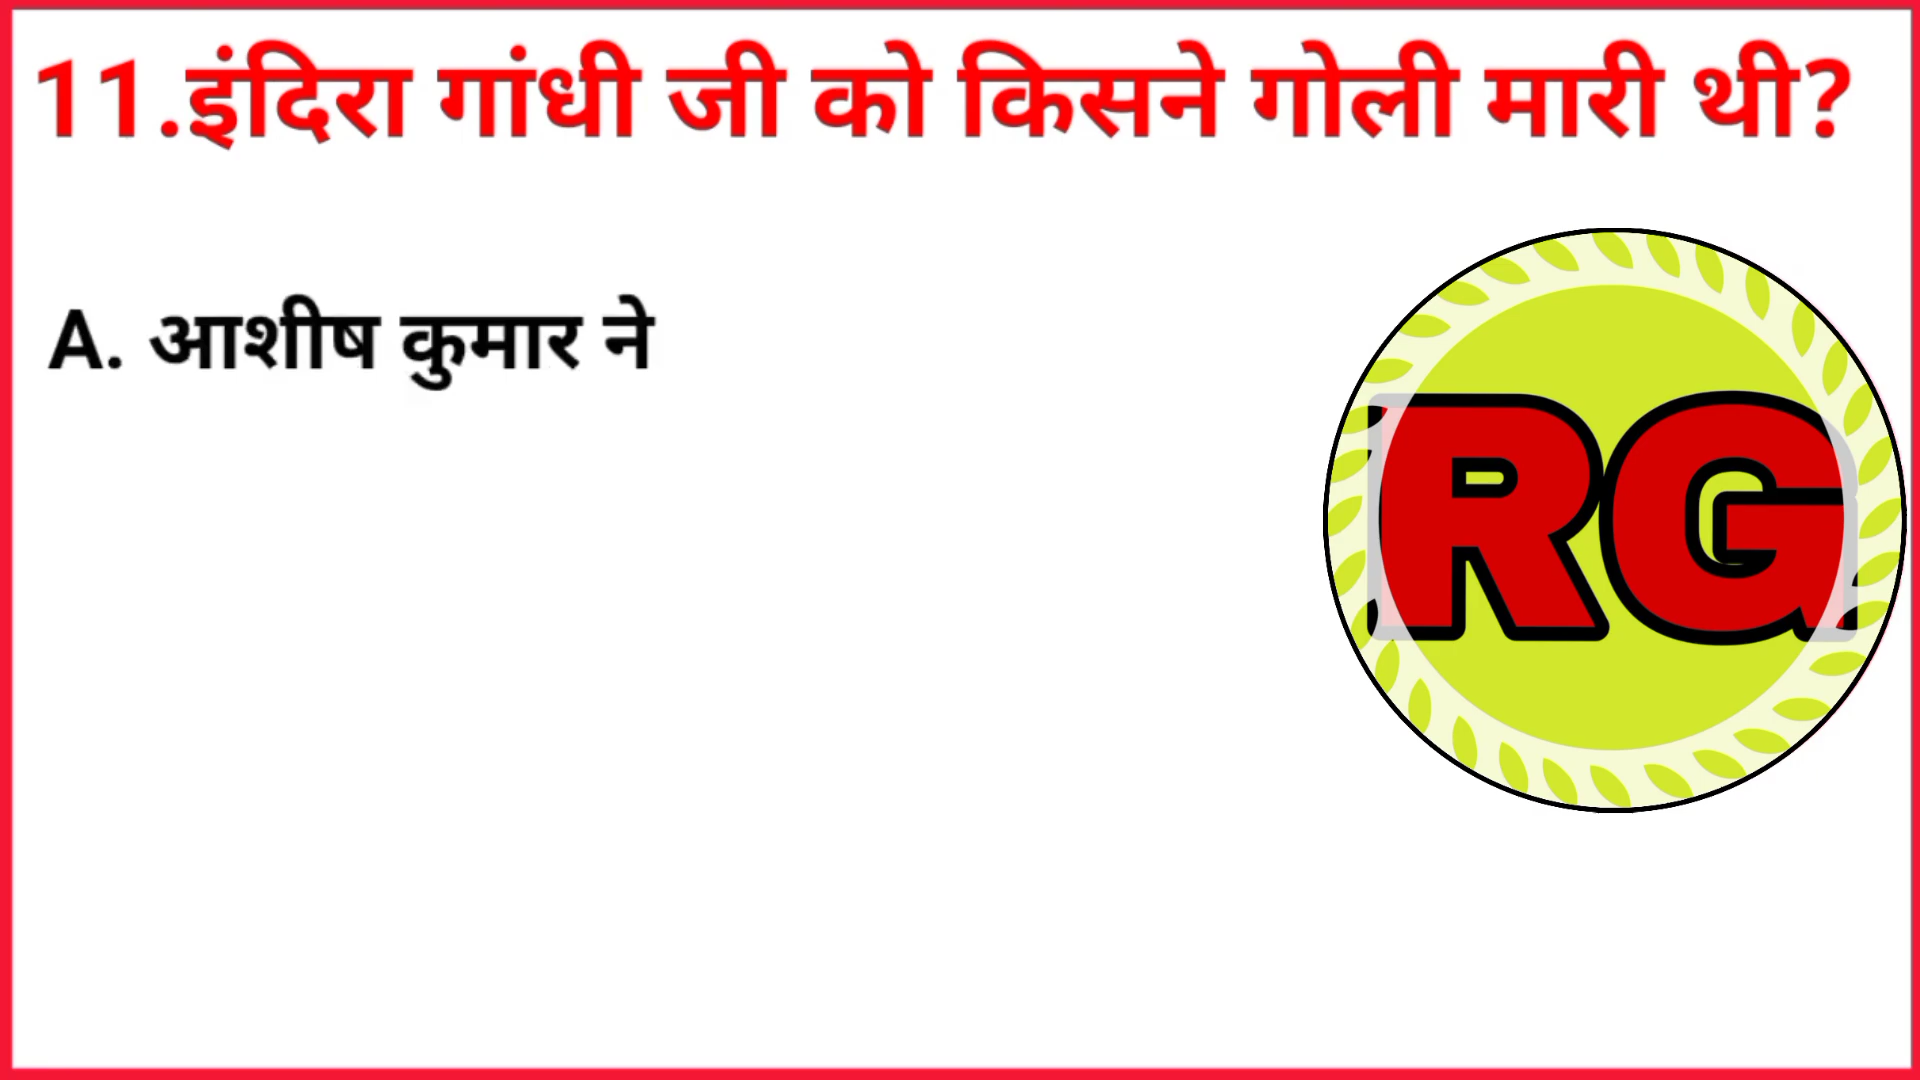 11.इंदिरा गांधी जी को किसने गोली मारी थी?
A. आशीष कुमार ने
RG